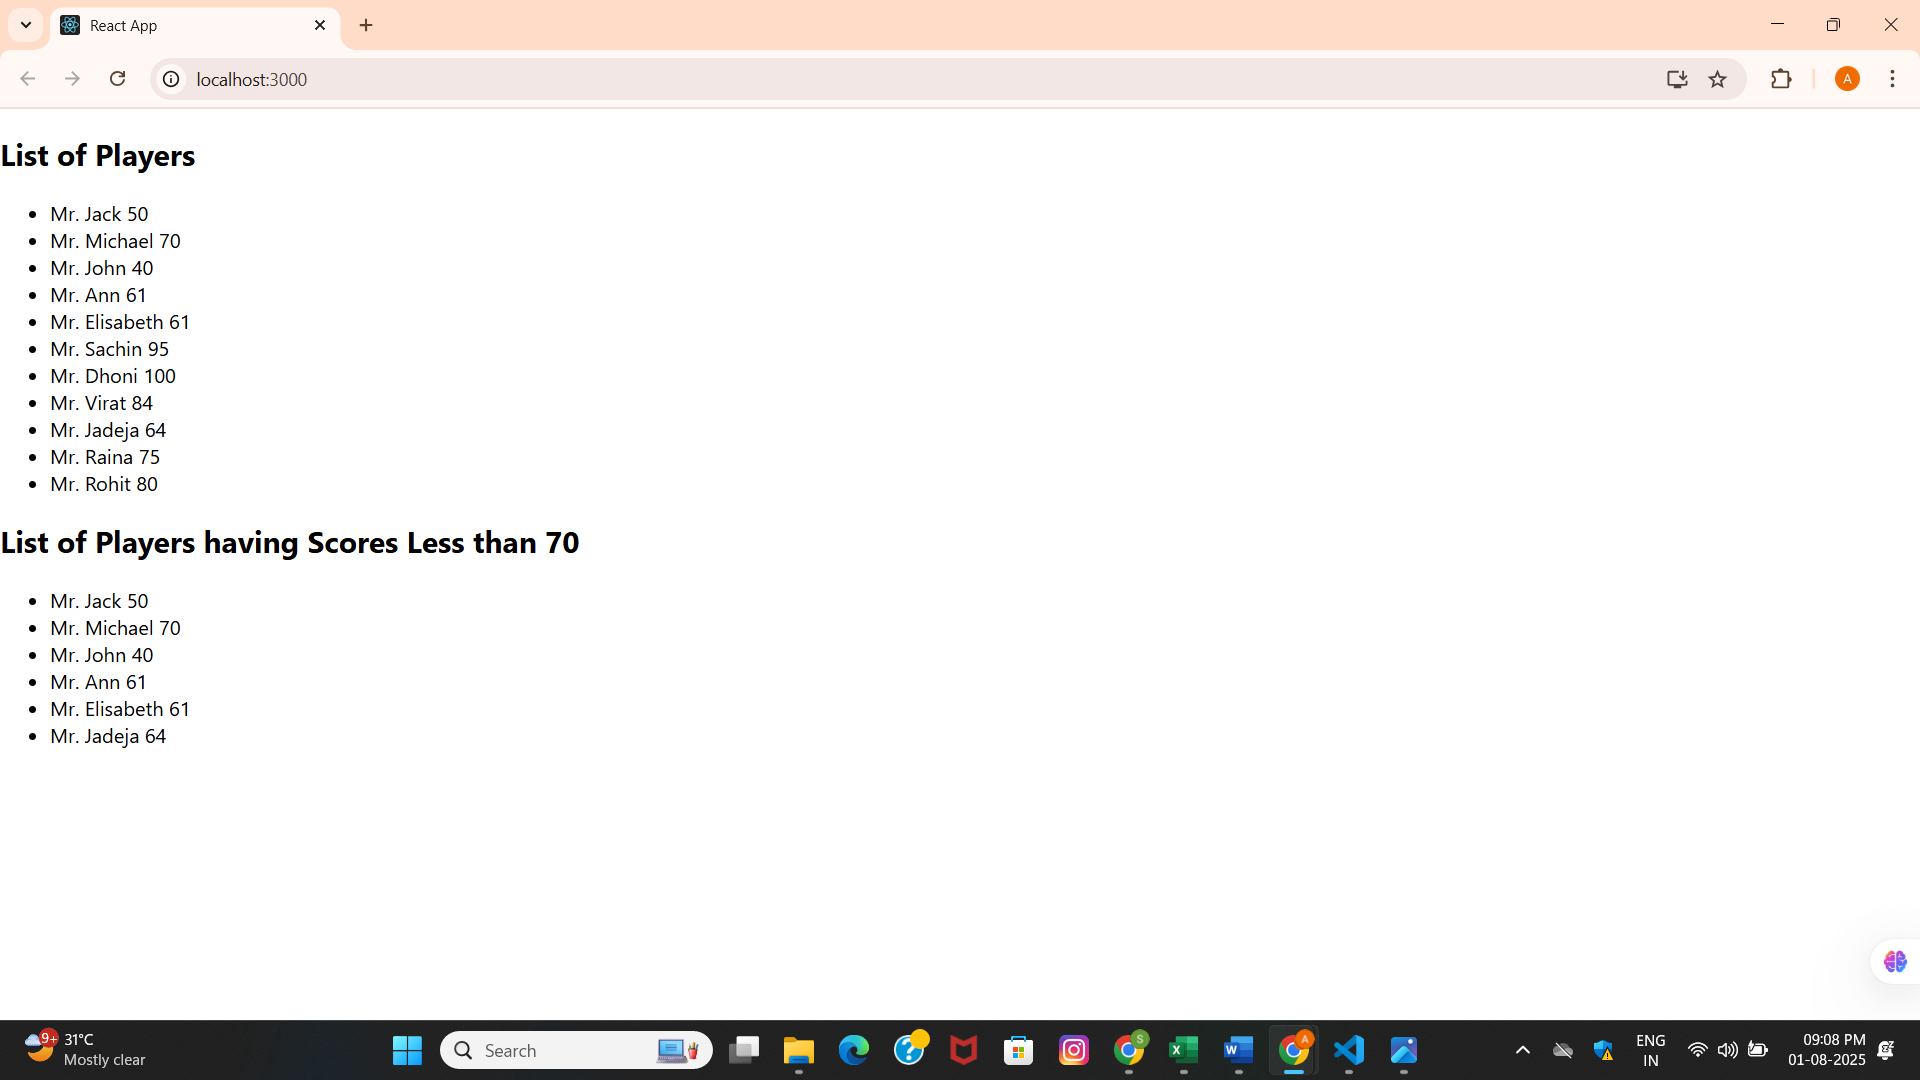 React App
localhost:3000
A
List of Players
Mr. Jack 50
Mr. Michael 70
Mr. John 40
Mr. Ann 61
Mr. Elisabeth 61
Mr. Sachin 95
Mr. Dhoni 100
Mr. Virat 84
Mr. Jadeja 64
Mr. Raina 75
Mr. Rohit 80
List of Players having Scores Less than 70
Mr. Jack 50
Mr. Michael 70
Mr. John 40
Mr. Ann 61
Mr. Elisabeth 61
Mr. Jadeja 64
9+
31°C
Mostly clear
Search
S
A
ENG
IN
09:08 PM
01-08-2025